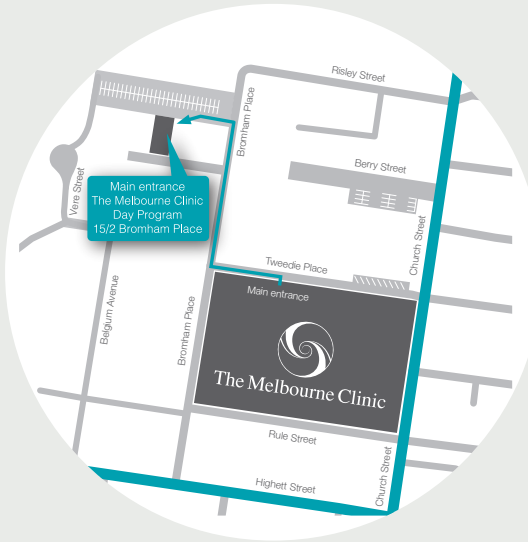 Risley Street
Bromham Place
Berry Street
Vere Street
Main entrance
The Melbourne Clinic
Day Program
15/2 Bromham Place
Church Street
Tweedie Place
Main entrance
Belgium Avenue
Bromham Place
The Melbourne Clinic
Rule Street
Church Street
Highett Street